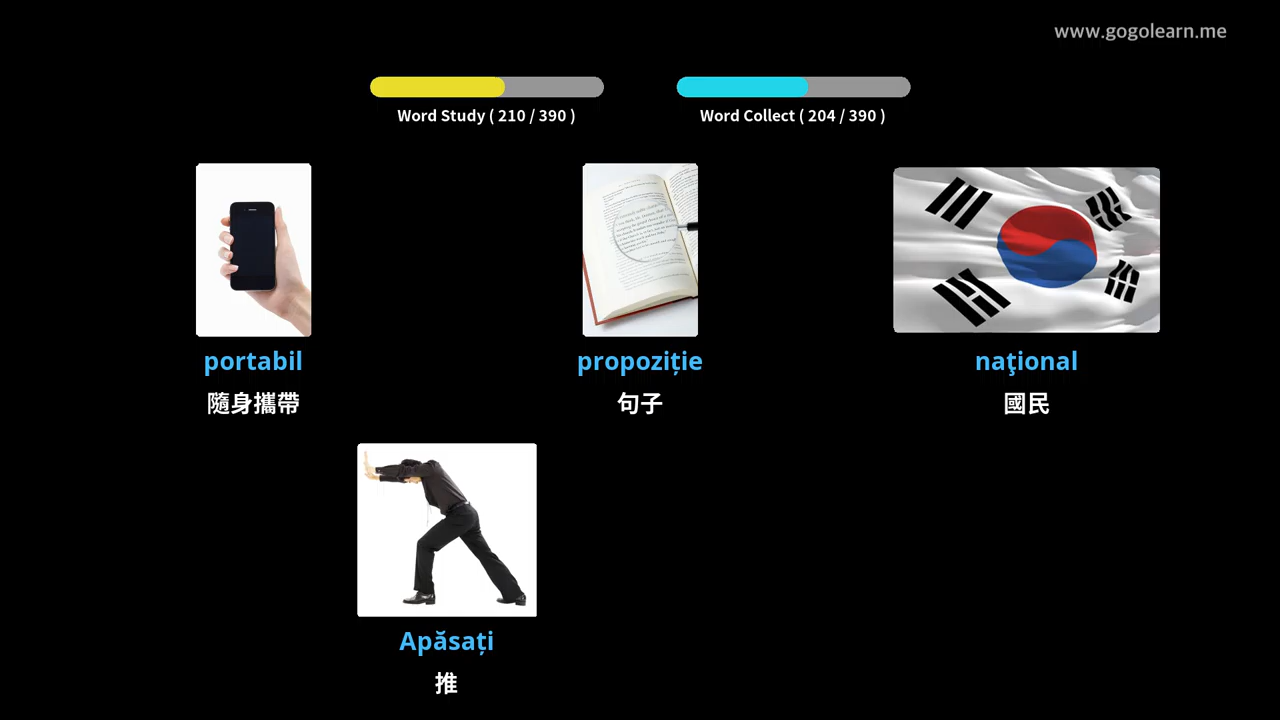 www.gogolearn.me
Word Study ( 210 / 390 )
Word Collect ( 204 / 390 )
portabil
隨身攜帶
propoziție
句子
naţional
國民
Apăsați
推